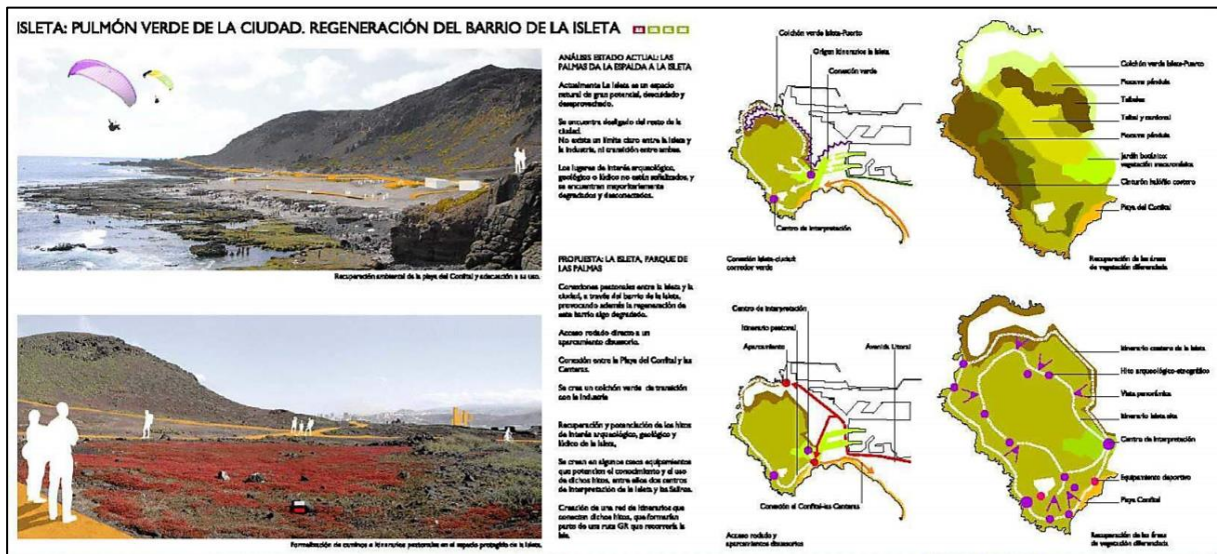 ISLETA: PULMÓN VERDE DE LA CIUDAD. REGENERACIÓN DEL BARRIO DE LA ISLETA
ANÁLISIS ESTADO ACTUAL: LAS
PALMAS DA LA ESPALDA A LA ISLETA
Actualmente La Isleta es un espacio
natural de gran potencial, descuidado y
desaprovechado.
Se encuentra desligado del resto de la
ciudad.
No existe un límite claro entre la Isleta y
la industria, ni transición entre ambas.
Los lugares de interés arqueológico,
geológico o lúdico no están señalizados, y
se encuentran mayoritariamente
degradados y desconectados.
Recuperación ambiental de la playa del Confital y adecuación a su uso.
PROPUESTA: LA ISLETA, PARQUE DE
LAS PALMAS
Conexiones peatonales entre la Isleta y la
ciudad, a través del barrio de la Isleta,
provocando además la regeneración de
este barrio algo degradado.
Acceso rodado directo a un
aparcamiento disuasorio.
Conexión entre la Playa del Confital y las
Canteras.
Se crea un colchón verde de transición
con la industria
Recuperación y potenciación de los hitos
de interés arqueológico, geológico y
lúdico de la Isleta,
Se crean en algunos casos equipamientos
que potencian el conocimiento y el uso
de dichos hitos, entre ellos dos centros
de interpretación de la Isleta y las Salinas.
Creación de una red de itinerarios que
conecten dichos hitos, que formarían
parte de una ruta GR que recorrería la
isla.
Formalización de caminos e itinerarios peatonales en el espacio protegido de la Isleta.
Colchón verde Isleta-Puerto
Origen itinerarios la Isleta
Conexión verde
Centro de interpretación
Conexión Isleta-ciudad:
corredor verde
Colchón verde Isleta-Puerto
Piscuma péndula
Tabaibas
Piscuma péndula
Jardín botánico:
vegetación macaronésica
Cinturón halófilo costero
Playa del Confital
Recuperación de las áreas
de vegetación diferenciada
Centro de interpretación
Itinerario peatonal
Aparcamiento
Avenida Litoral
Conexión el Confital-las Canteras
Acceso rodado y
aparcamientos disuasorios
Itinerario costero de la Isleta
Hito arqueológico-etnográfico
Vista panorámica
Itinerario Isleta alta
Centro de interpretación
Equipamiento deportivo
Playa Confital
Recuperación de las áreas
de vegetación diferenciada